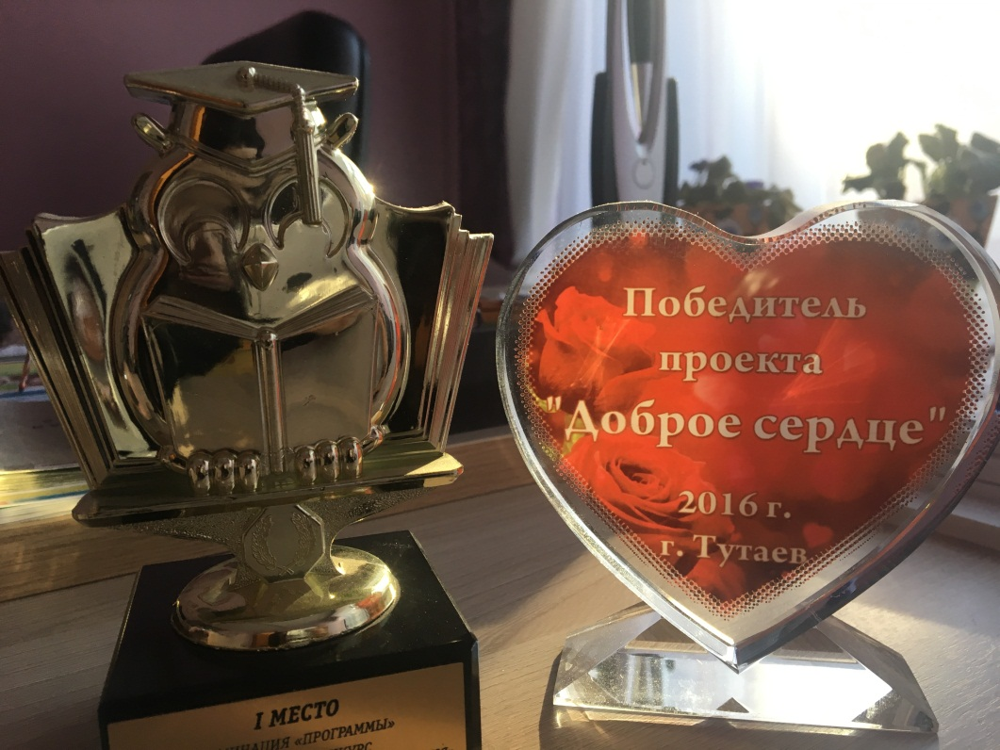 I МЕСТО
«ПРОГРАММЫ»
Победитель
проекта
"Доброе сердце"
2016 г.
г. Тутаев